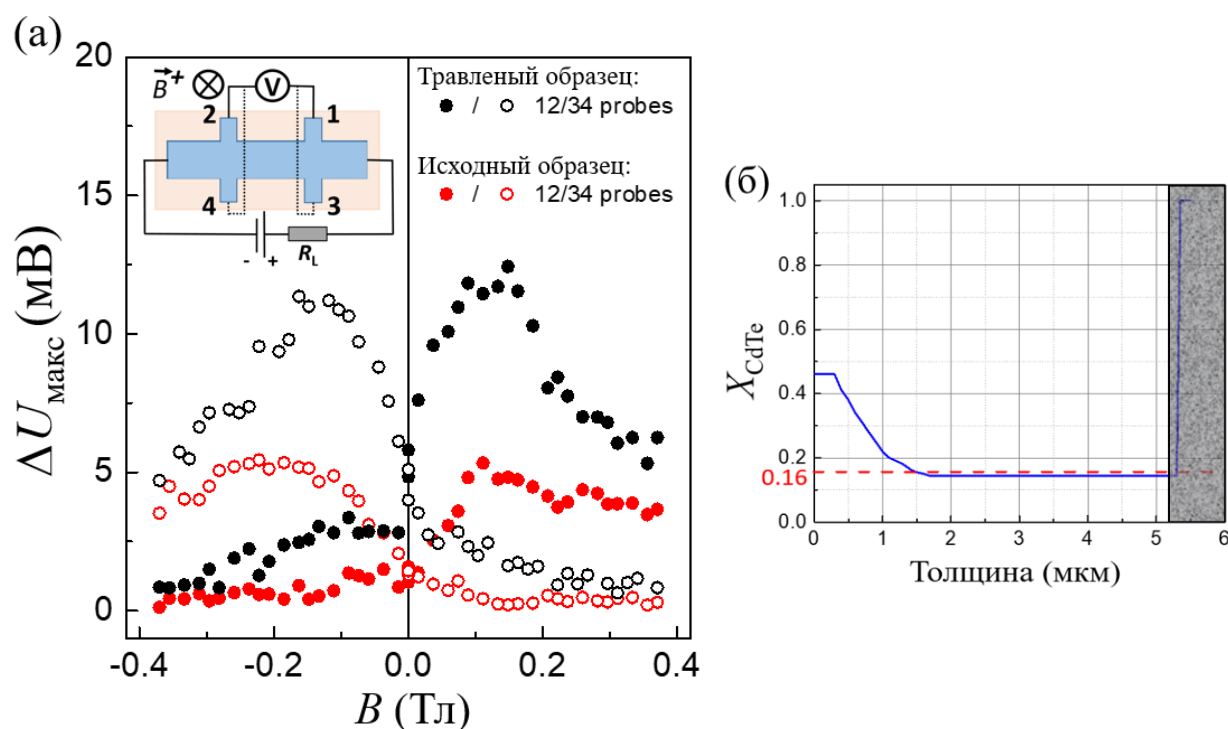 (а)
ΔUмакс (мВ)
20
15
10
5
0
-0.4
-0.2
0.0
0.2
0.4
B (Тл)
B⃗+
V
2
1
4
3
- +
RL
Травленый образец:
● / ○ 12/34 probes
Исходный образец:
● / ○ 12/34 probes
(б)
XCdTe
1.0
0.8
0.6
0.4
0.2
0.16
0.0
0
1
2
3
4
5
6
Толщина (мкм)